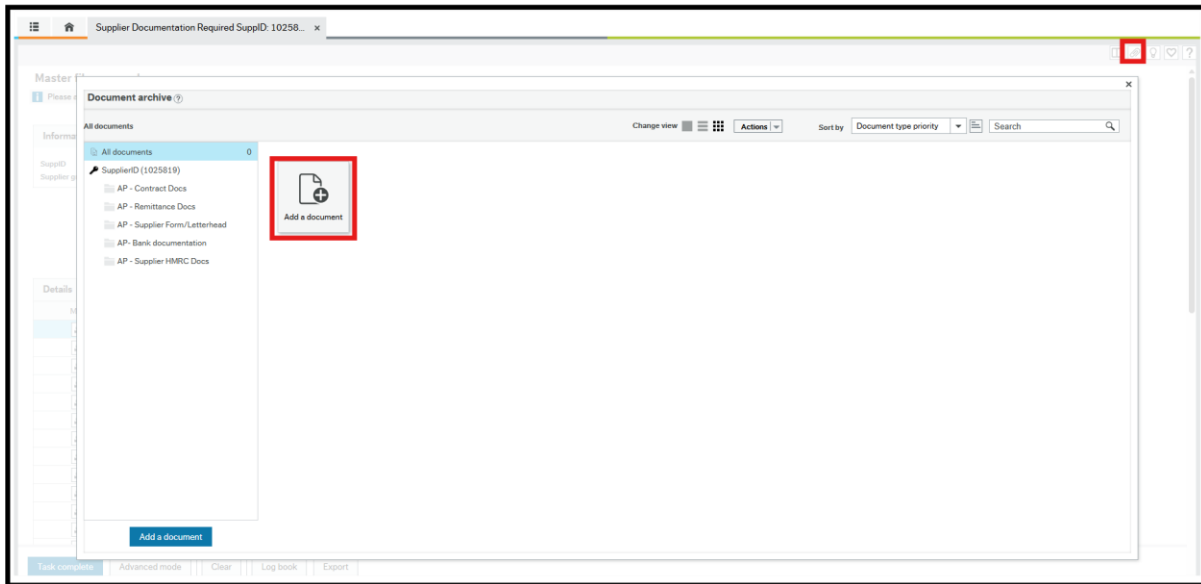 Supplier Documentation Required SuppID: 10258... ×
Master
Please
Document archive ?
All documents
Change view
Actions
Sort by
Document type priority
Search
Informa
All documents 0
SuppID
SupplierID (1025819)
Supplier g
AP - Contract Docs
AP - Remittance Docs
AP - Supplier Form/Letterhead
AP- Bank documentation
AP - Supplier HMRC Docs
Add a document
Details
Add a document
Task complete
Advanced mode
Clear
Log book
Export